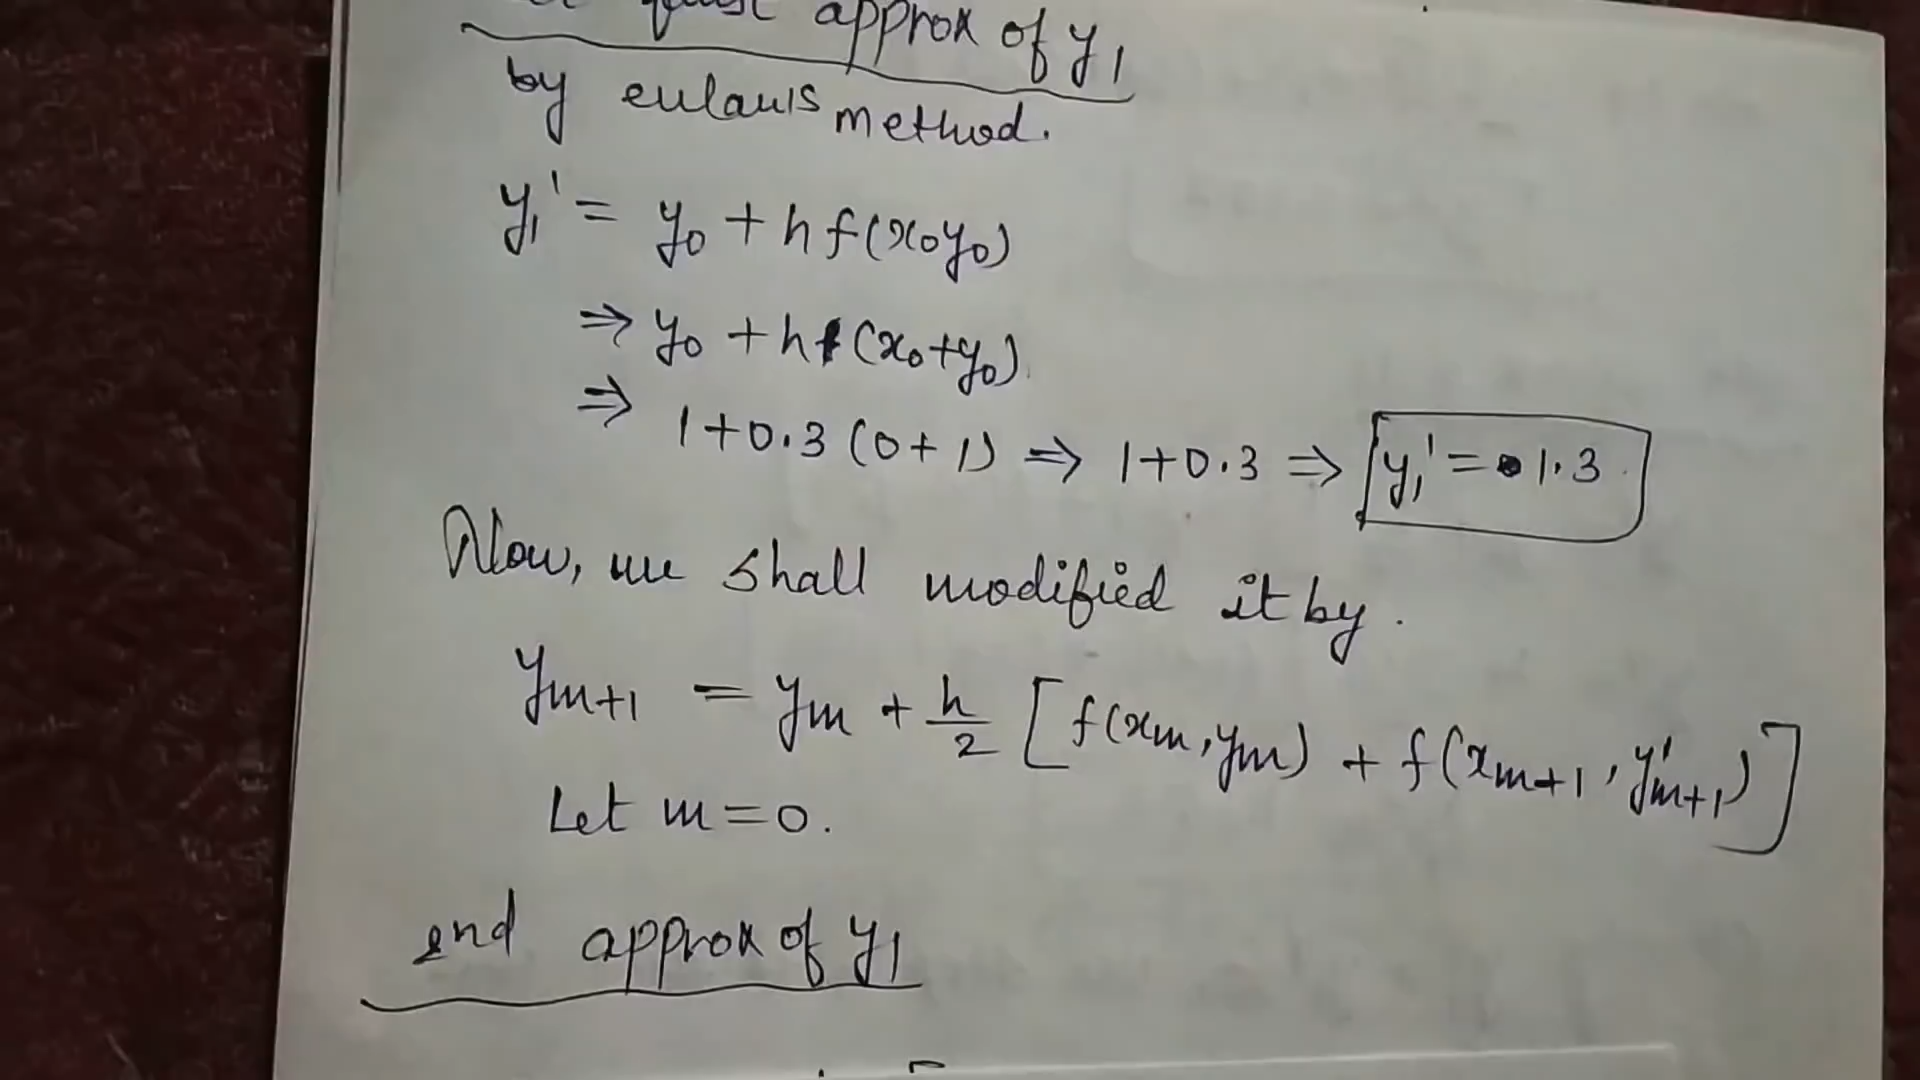 approx of y₁
by eulauis method.
y₁' = y₀ + h f(x₀y₀)
⇒ y₀ + h (x₀+y₀)
⇒ 1+0.3 (0+1) ⇒ 1+0.3 ⇒ y₁' = 1.3
Now, we shall modified it by.
yₘ₊₁ = yₘ + h/2 [f(xₘ,yₘ) + f(xₘ₊₁, y'ₘ₊₁)]
Let m=0.
2nd approx of y₁